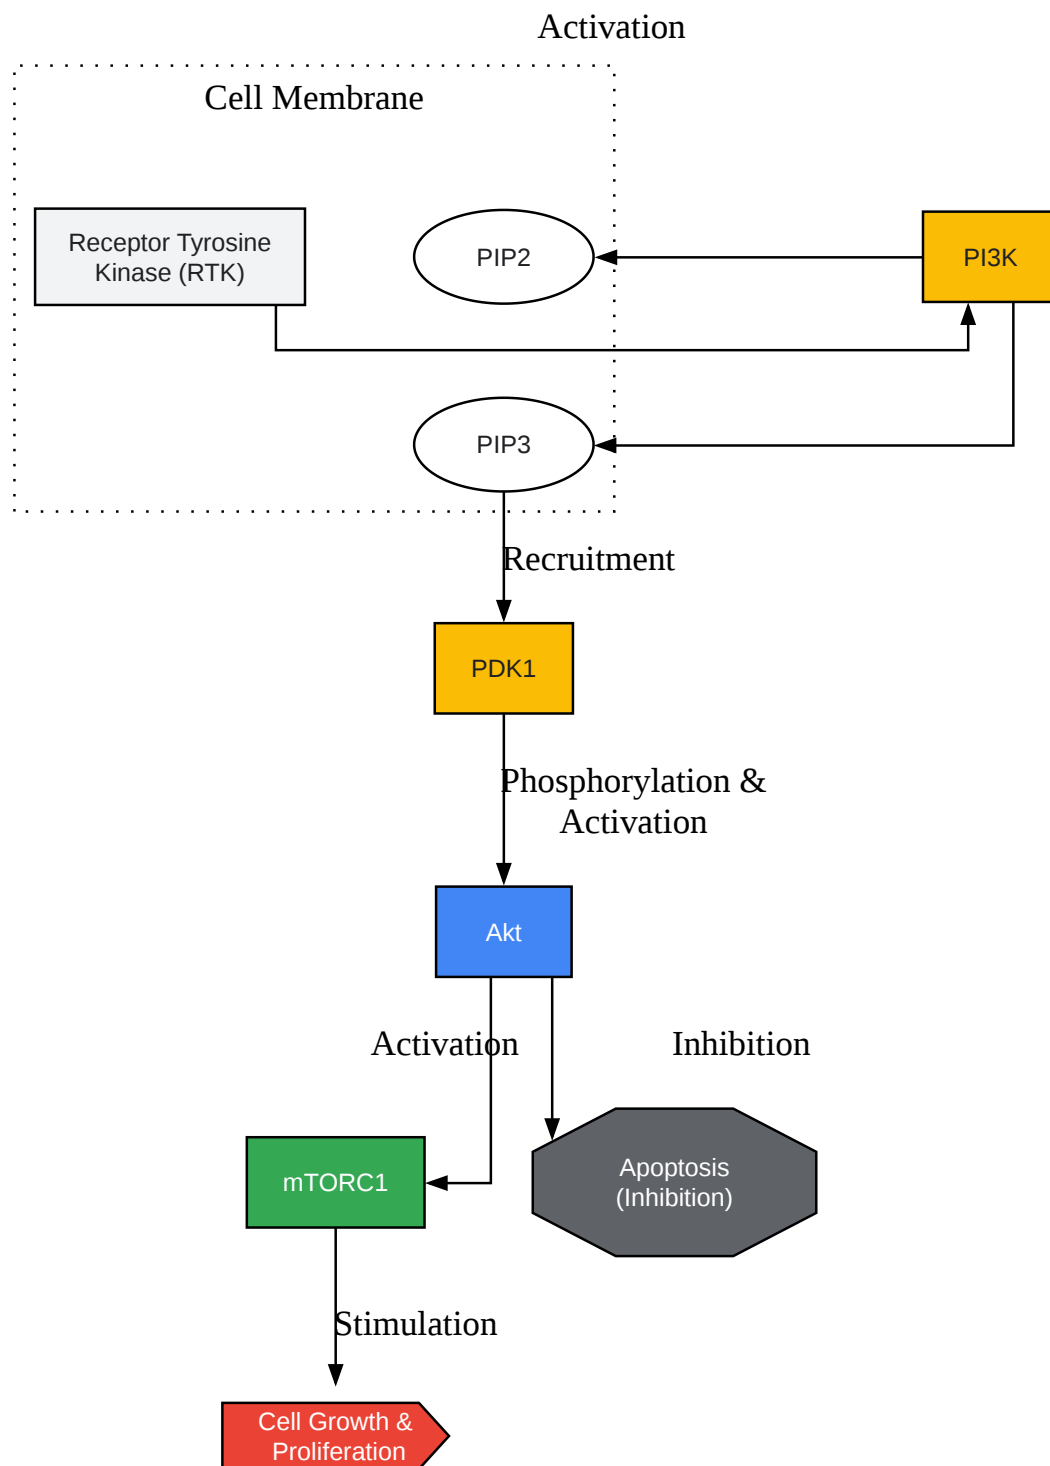 Activation
Cell Membrane
Receptor Tyrosine
Kinase (RTK)
PIP2
PI3K
PIP3
Recruitment
PDK1
Phosphorylation &
Activation
Akt
Activation
Inhibition
mTORC1
Apoptosis
(Inhibition)
Stimulation
Cell Growth &
Proliferation